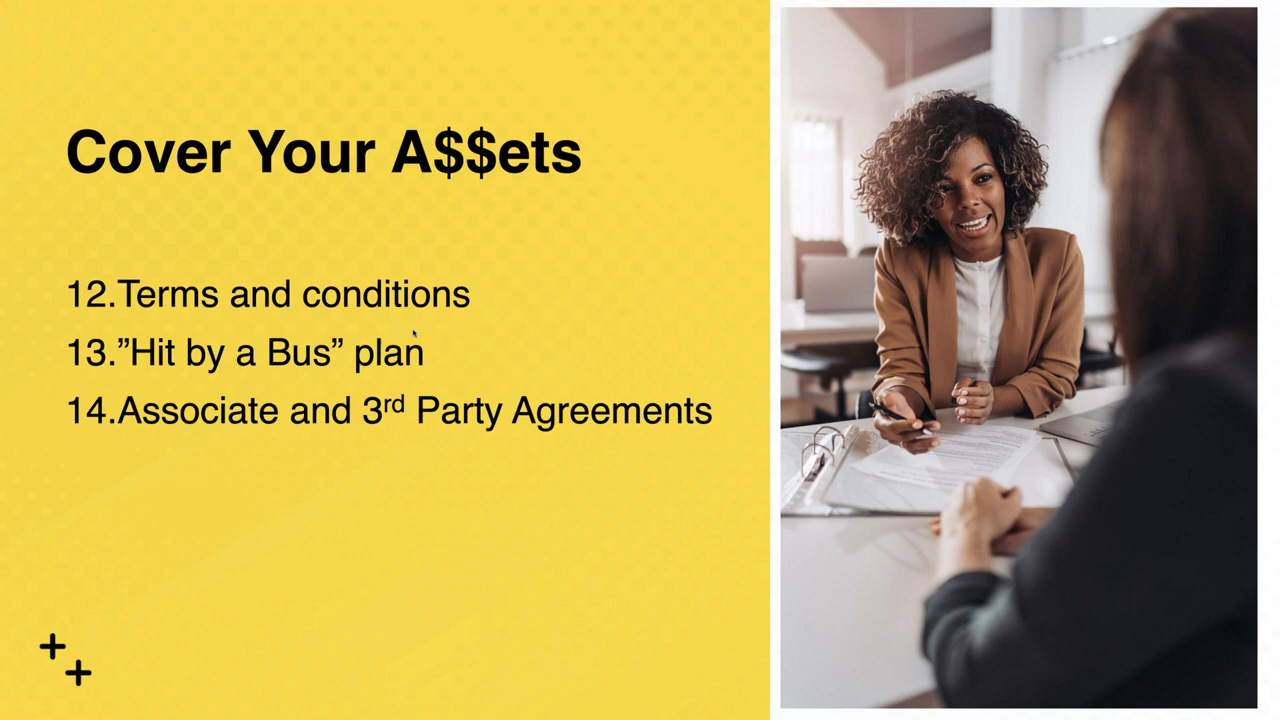 Cover Your A$$ets
12.Terms and conditions
13.”Hit by a Bus” plan
14.Associate and 3rd Party Agreements